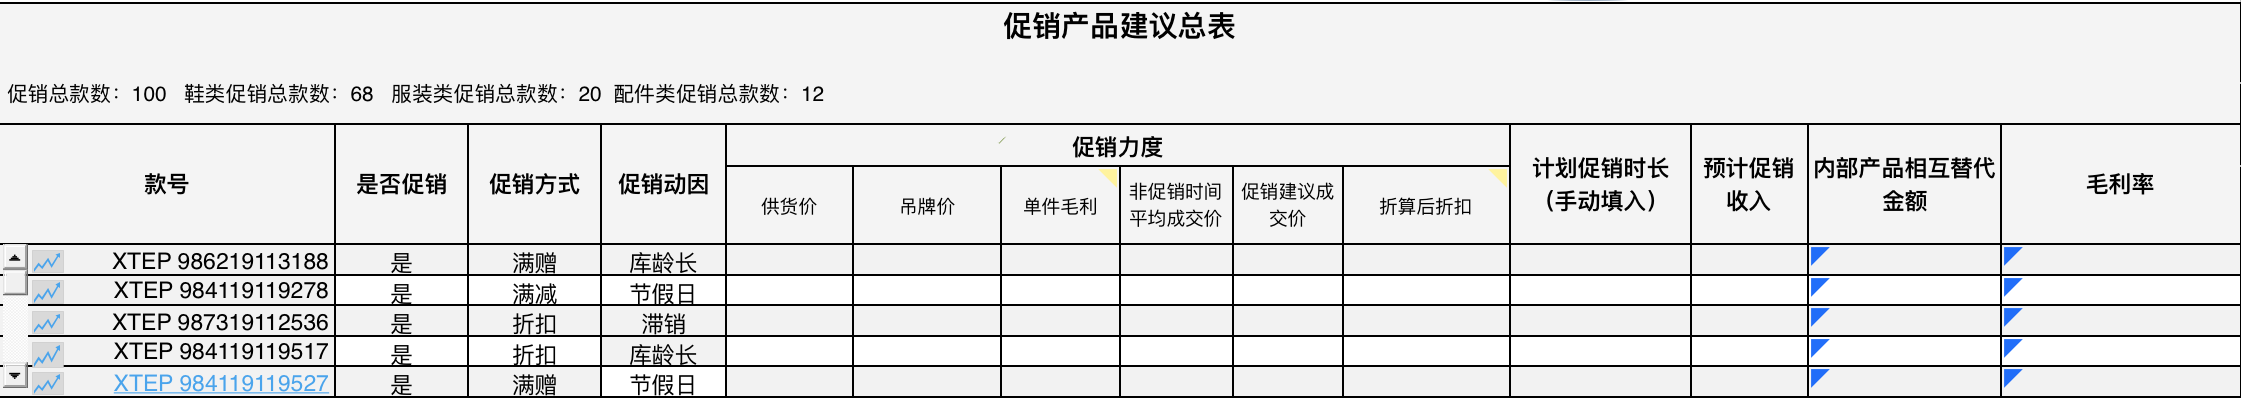 促销产品建议总表
促销总款数：100 鞋类促销总款数：68 服装类促销总款数：20 配件类促销总款数：12
款号 是否促销 促销方式 促销动因 促销力度 计划促销时长（手动填入） 预计促销收入 内部产品相互替代金额 毛利率
供货价 吊牌价 单件毛利 非促销时间平均成交价 促销建议成交价 折算后折扣
XTEP 986219113188 是 满赠 库龄长
XTEP 984119119278 是 满减 节假日
XTEP 987319112536 是 折扣 滞销
XTEP 984119119517 是 折扣 库龄长
XTEP 984119119527 是 满赠 节假日